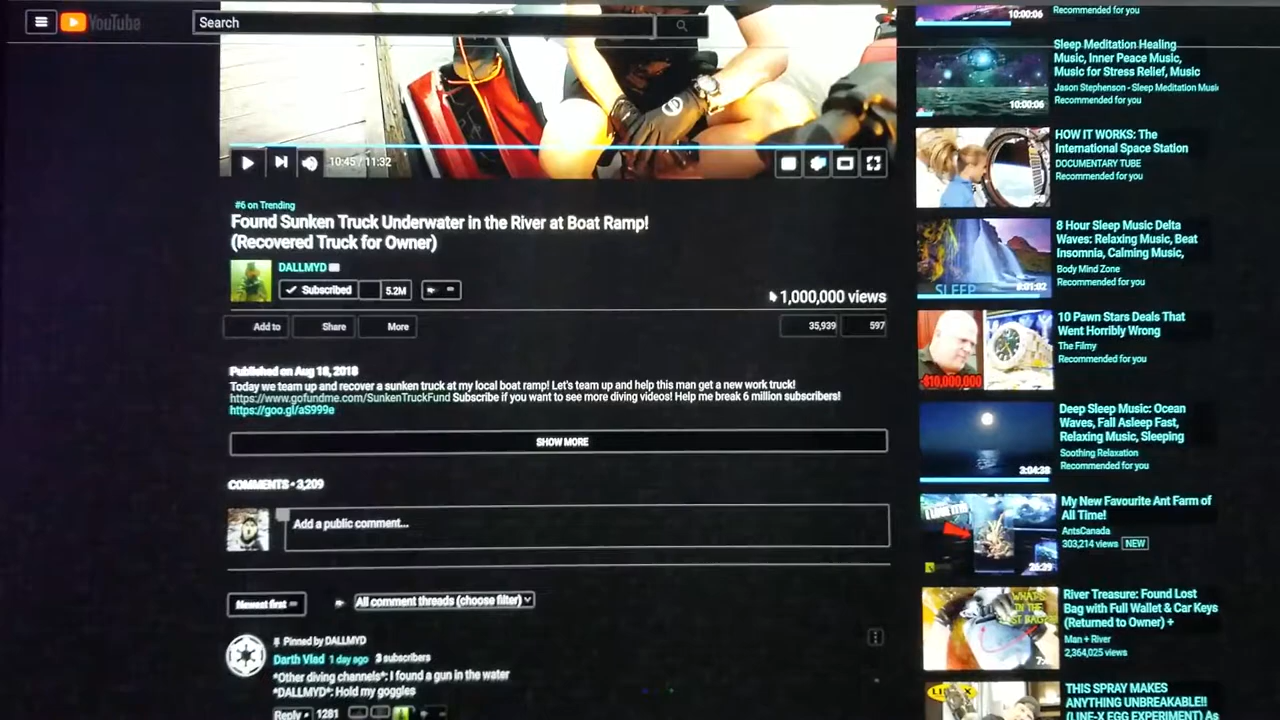 YouTube
Search
10:45 / 11:32
#6 on Trending
Found Sunken Truck Underwater in the River at Boat Ramp!
(Recovered Truck for Owner)
DALLMYD
Subscribed 5.2M
1,000,000 views
Add to Share More 35,939 597
Published on Aug 18, 2018
Today we team up and recover a sunken truck at my local boat ramp! Let's team up and help this man get a new work truck!
https://www.gofundme.com/SunkenTruckFund Subscribe if you want to see more diving videos! Help me break 6 million subscribers!
https://goo.gl/aS999e
SHOW MORE
COMMENTS • 3,209
Add a public comment...
Newest first
All comment threads (choose filter)
Pinned by DALLMYD
Darth Vlad 1 day ago 3 subscribers
*Other diving channels*: I found a gun in the water
*DALLMYD*: Hold my goggles
Reply • 1281
10:00:06
Recommended for you
Sleep Meditation Healing
Music, Inner Peace Music,
Music for Stress Relief, Music
Jason Stephenson - Sleep Meditation Music
Recommended for you
10:00:06
HOW IT WORKS: The
International Space Station
DOCUMENTARY TUBE
Recommended for you
8 Hour Sleep Music Delta
Waves: Relaxing Music, Beat
Insomnia, Calming Music,
Body Mind Zone
Recommended for you
SLEEP
8:01:02
10 Pawn Stars Deals That
Went Horribly Wrong
The Filmy
Recommended for you
-$10,000,000
Deep Sleep Music: Ocean
Waves, Fall Asleep Fast,
Relaxing Music, Sleeping
Soothing Relaxation
Recommended for you
3:04:38
My New Favourite Ant Farm of
All Time!
AntsCanada
303,214 views NEW
I LOVE IT!
26:39
River Treasure: Found Lost
Bag with Full Wallet & Car Keys
(Returned to Owner) +
Man + River
2,364,025 views
WHAT'S
IN THE
THIS SPRAY MAKES
ANYTHING UNBREAKABLE!!
(LINE-X EGG EXPERIMENT) As